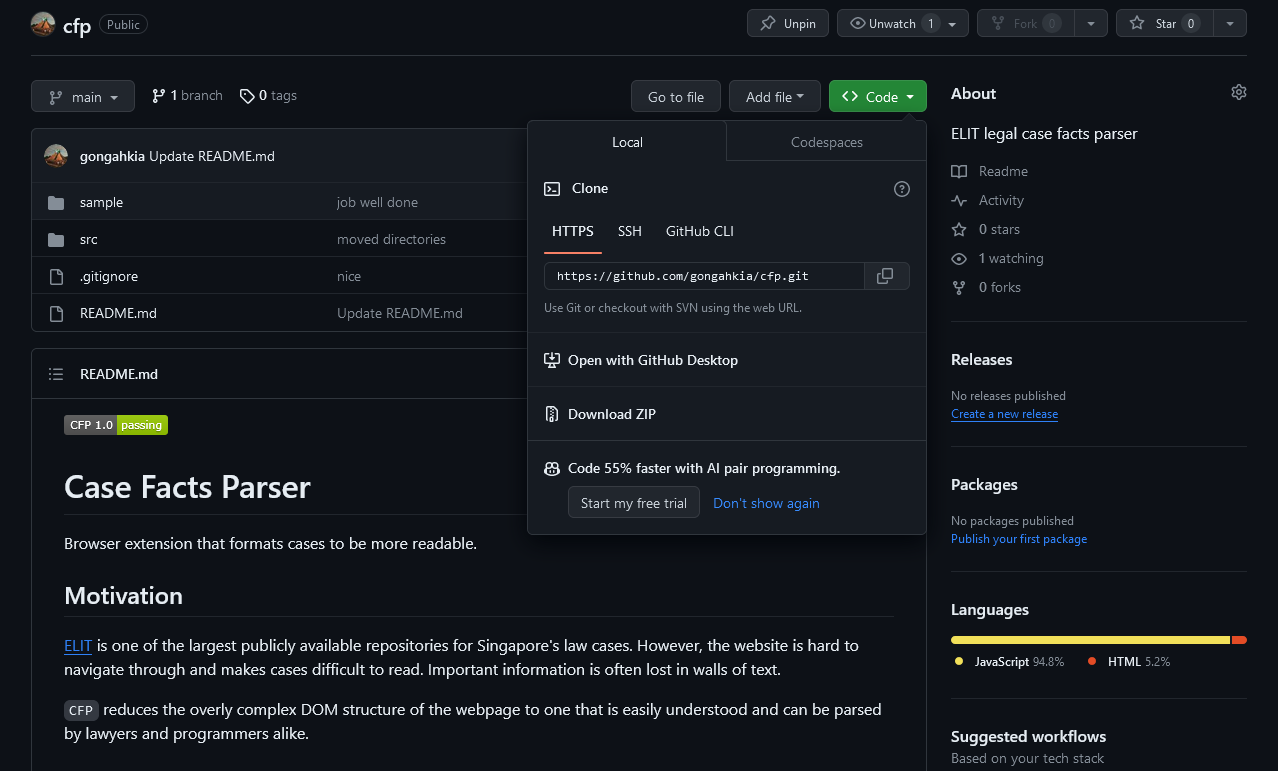 cfp Public Unpin Unwatch 1 Fork 0 Star 0
main 1 branch 0 tags Go to file Add file Code
gongahkia Update README.md
sample job well done
src moved directories
.gitignore nice
README.md Update README.md
Local Codespaces
Clone
HTTPS SSH GitHub CLI
https://github.com/gongahkia/cfp.git
Use Git or checkout with SVN using the web URL.
Open with GitHub Desktop
Download ZIP
Code 55% faster with AI pair programming.
Start my free trial Don't show again
README.md
CFP 1.0 passing
Case Facts Parser
Browser extension that formats cases to be more readable.
Motivation
ELIT is one of the largest publicly available repositories for Singapore's law cases. However, the website is hard to
navigate through and makes cases difficult to read. Important information is often lost in walls of text.
CFP reduces the overly complex DOM structure of the webpage to one that is easily understood and can be parsed
by lawyers and programmers alike.
About
ELIT legal case facts parser
Readme
Activity
0 stars
1 watching
0 forks
Releases
No releases published
Create a new release
Packages
No packages published
Publish your first package
Languages
JavaScript 94.8% HTML 5.2%
Suggested workflows
Based on your tech stack